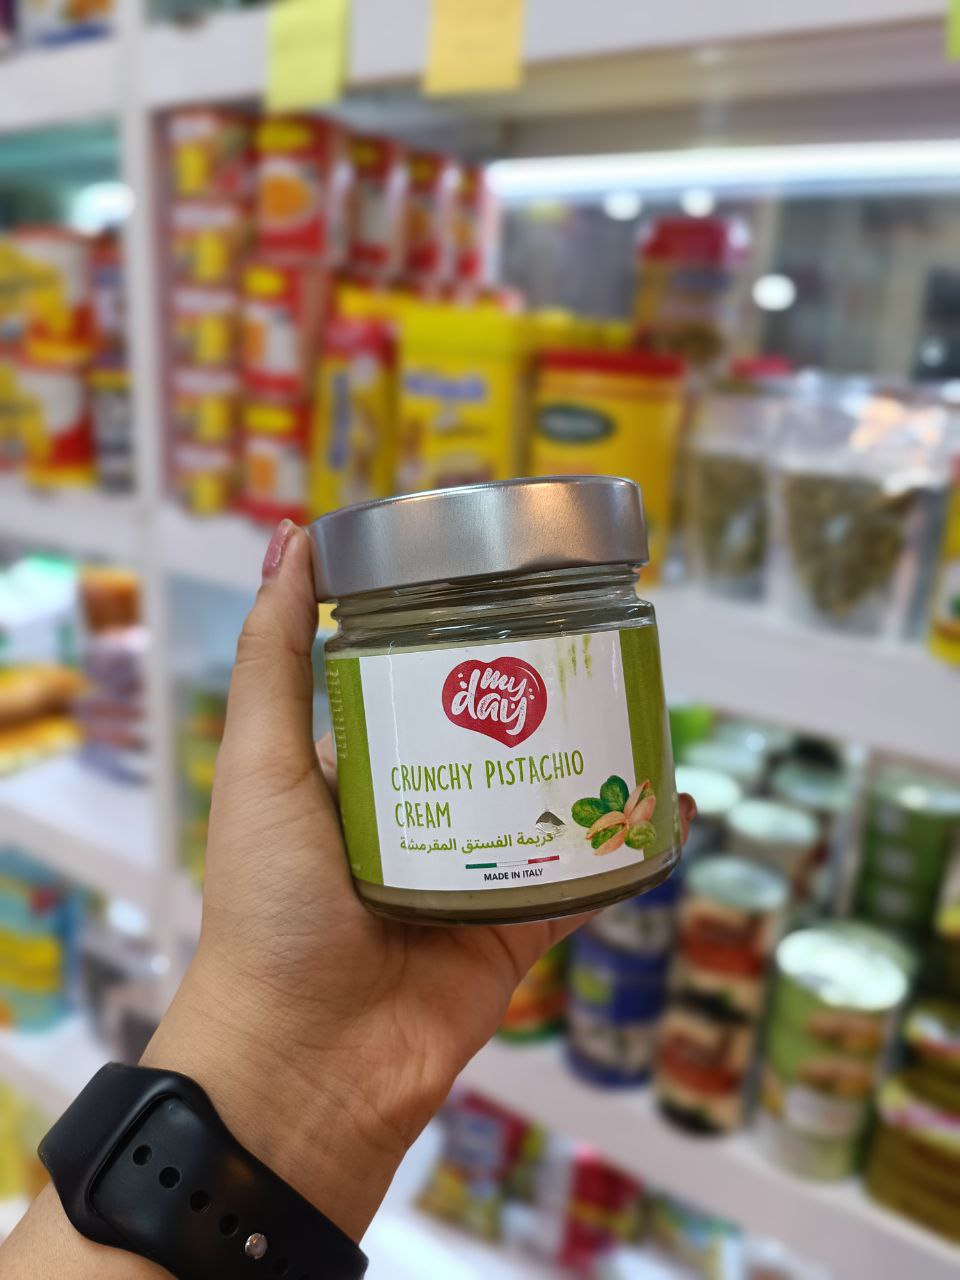 my
day
CRUNCHY PISTACHIO
CREAM
كريمة الفستق المقرمشة
MADE IN ITALY